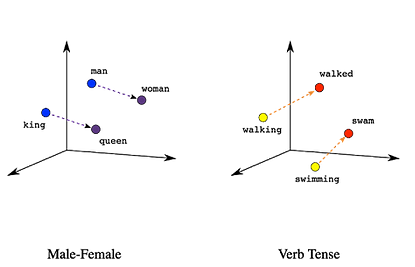 man
woman
king
queen
Male-Female
walked
swam
walking
swimming
Verb Tense